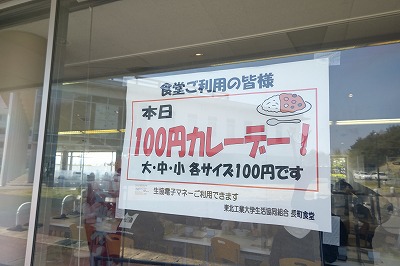 食堂ご利用の皆様
本日
100円カレーデー！
大・中・小 各サイズ100円です
生協電子マネーご利用できます
東北工業大学生活協同組合 長町食堂